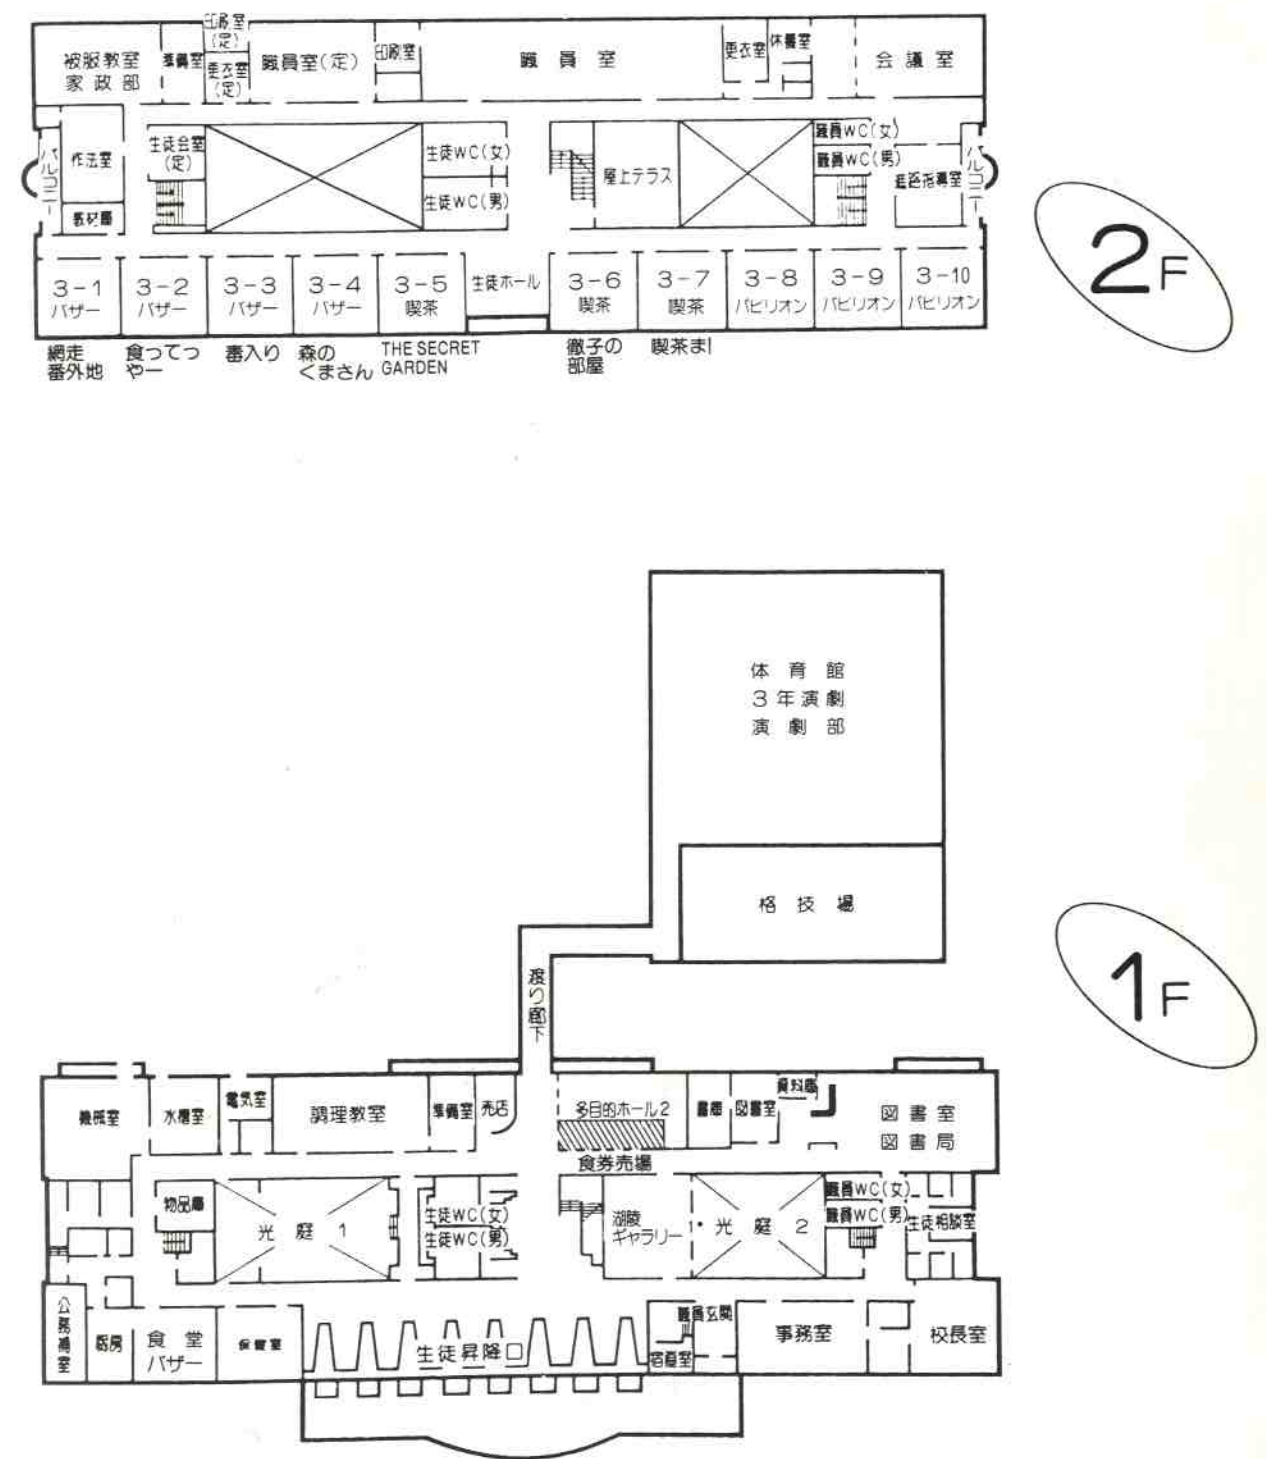 被服教室
家政部
準備室
印刷室
(定)
更衣室
(定)
職員室(定)
印刷室
職員室
更衣室
休養室
会議室
バルコニー
作法室
教材庫
生徒会室
(定)
生徒WC(女)
生徒WC(男)
屋上テラス
職員WC(女)
職員WC(男)
進路指導室
バルコニー
3-1
バザー
3-2
バザー
3-3
バザー
3-4
バザー
3-5
喫茶
生徒ホール
3-6
喫茶
3-7
喫茶
3-8
パビリオン
3-9
パビリオン
3-10
パビリオン
網走
番外地
食ってっ
やー
番入り
森の
くまさん
THE SECRET
GARDEN
徹子の
部屋
喫茶ま!
2F
体育館
3年演劇
演劇部
格技場
渡り廊下
1F
機械室
水槽室
電気室
調理教室
準備室
売店
多目的ホール2
食券売場
書庫
図書室
資料庫
図書室
図書局
物品庫
光庭1
生徒WC(女)
生徒WC(男)
湖陵
ギャラリー
光庭2
職員WC(女)
職員WC(男)
生徒相談室
公務補室
厨房
食堂
バザー
保健室
生徒昇降口
職員玄関
宿直室
事務室
校長室